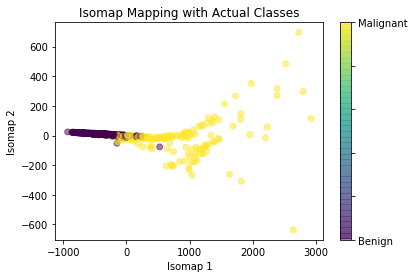 Isomap Mapping with Actual Classes
Malignant
600
400
200
0
−200
−400
−600
Isomap 2
Benign
−1000
0
1000
2000
3000
Isomap 1